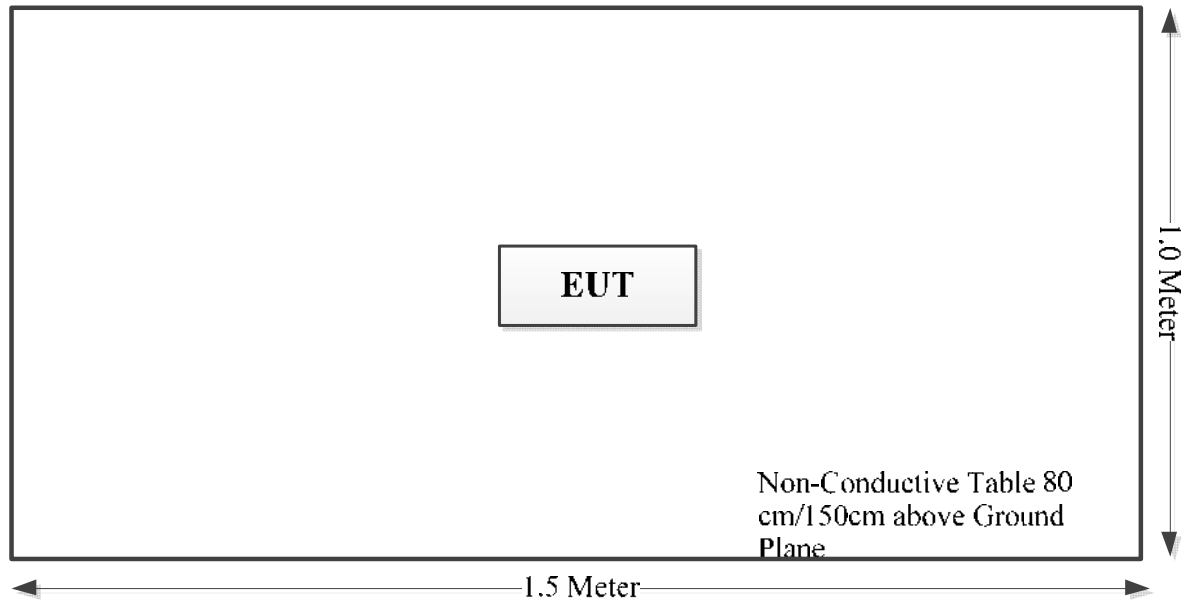 EUT
1.0 Meter
Non-Conductive Table 80
cm/150cm above Ground
Plane
1.5 Meter